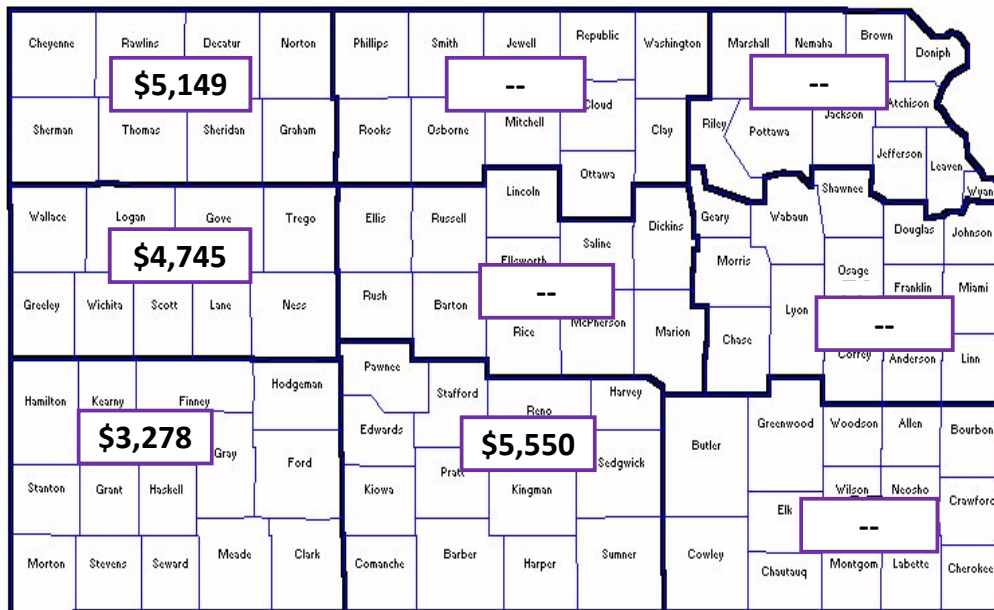 Cheyenne Rawlins Decatur Norton Phillips Smith Jewell Republic Washington Marshall Nemaha Brown Doniph
$5,149 -- --
Sherman Thomas Sheridan Graham Rooks Osborne Mitchell Cloud Clay Riley Pottawa Jackson Atchison
Jefferson Leaven Wyan
Ottawa
Lincoln
Wallace Logan Gove Trego Ellis Russell Saline Dickins Geary Wabaun Shawnee Douglas Johnson
$4,745 Ellsworth Morris Osage
-- Franklin Miami
Greeley Wichita Scott Lane Ness Rush Barton Rice McPherson Marion Chase Lyon --
Coffey Anderson Linn
Hamilton Kearny Finney Hodgeman Pawnee Stafford Reno Harvey
$3,278 Gray Edwards $5,550 Butler Greenwood Woodson Allen Bourbon
Ford Pratt Sedgwick
Stanton Grant Haskell Kiowa Kingman Elk Wilson Neosho Crawford
--
Morton Stevens Seward Meade Clark Comanche Barber Harper Sumner Cowley Chautauq Montgom Labette Cherokee